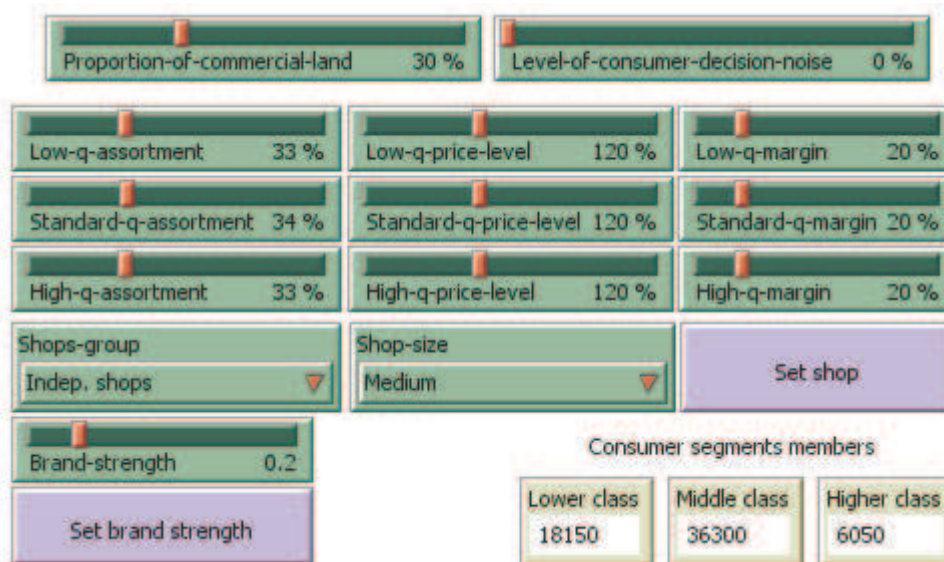 Proportion-of-commercial-land 30 %
Level-of-consumer-decision-noise 0 %
Low-q-assortment 33 %
Low-q-price-level 120 %
Low-q-margin 20 %
Standard-q-assortment 34 %
Standard-q-price-level 120 %
Standard-q-margin 20 %
High-q-assortment 33 %
High-q-price-level 120 %
High-q-margin 20 %
Shops-group
Indep. shops
Shop-size
Medium
Set shop
Brand-strength 0.2
Set brand strength
Consumer segments members
Lower class
18150
Middle class
36300
Higher class
6050